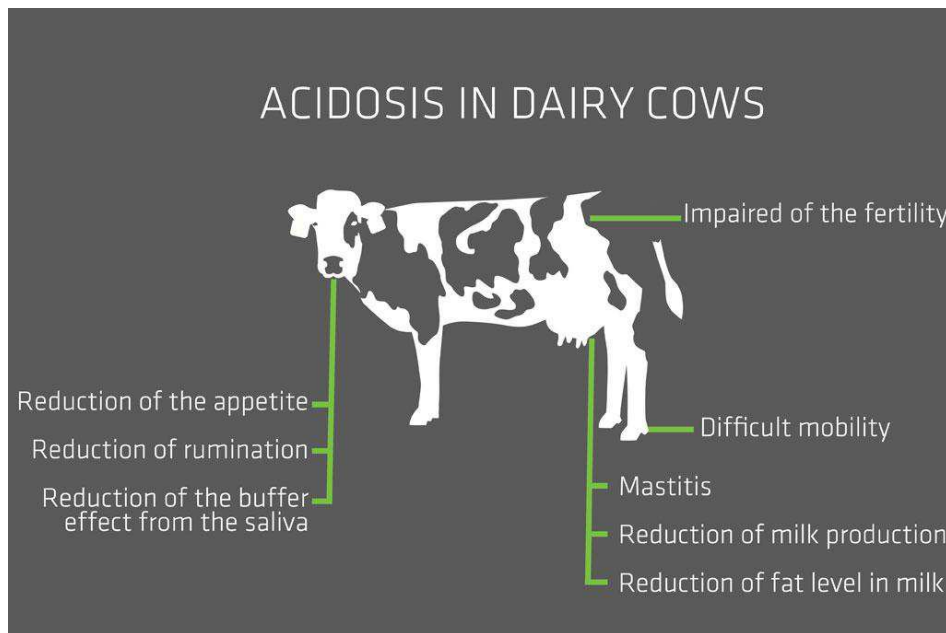 ACIDOSIS IN DAIRY COWS
Impaired of the fertility
Reduction of the appetite
Reduction of rumination
Reduction of the buffer
effect from the saliva
Difficult mobility
Mastitis
Reduction of milk production
Reduction of fat level in milk